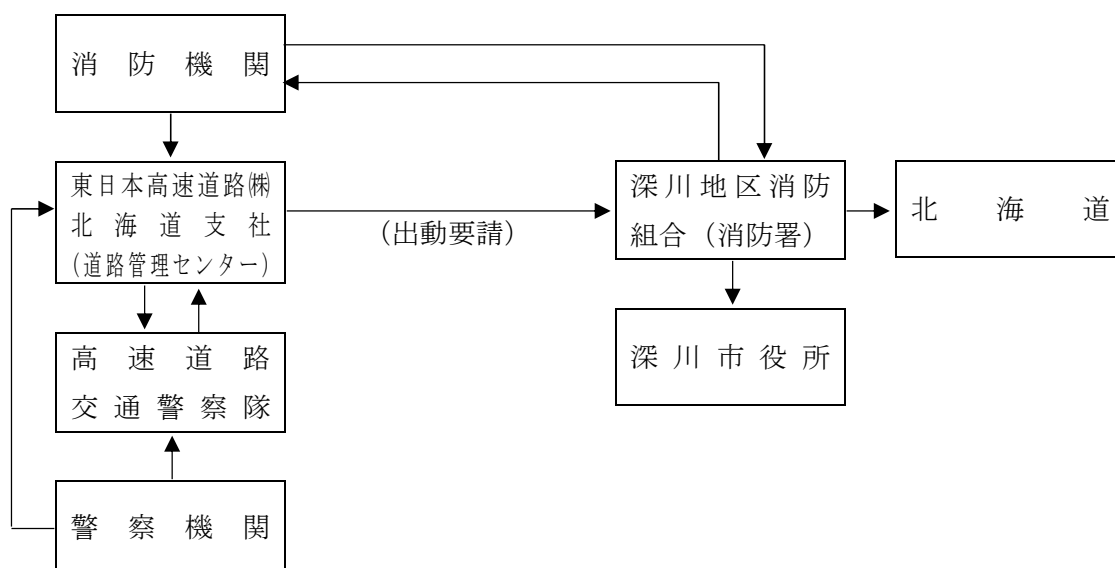 消防機関
東日本高速道路㈱
北海道支社
(道路管理センター)
(出動要請)
深川地区消防
組合（消防署）
北海道
高速道路
交通警察隊
深川市役所
警察機関